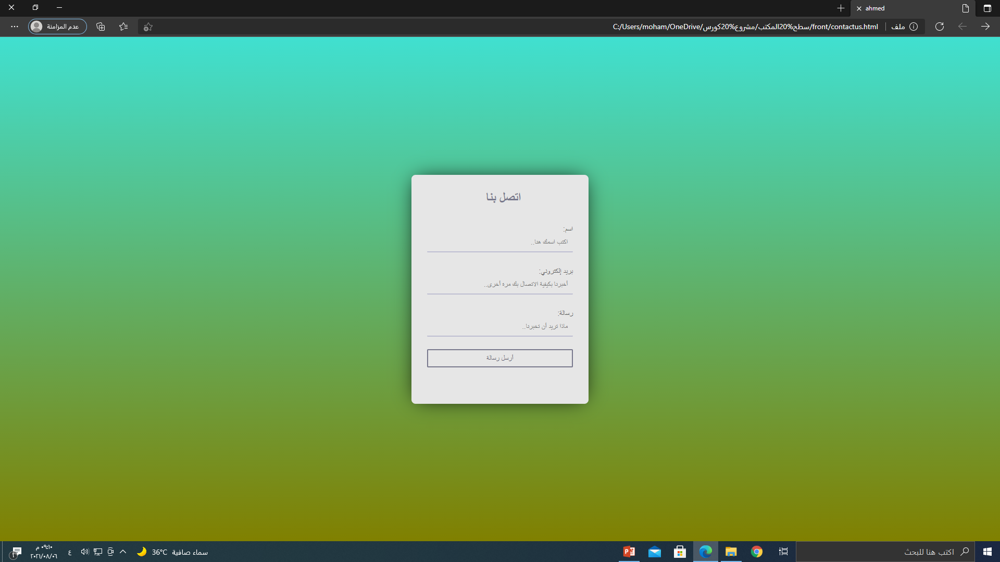 ahmed
ملف
C:/Users/moham/OneDrive/سطح%20المكتب/مشروع%20كورس/front/contactus.html
عدم المزامنة
اتصل بنا
اسم:
اكتب اسمك هنا..
بريد إلكتروني:
أخبرنا بكيفية الاتصال بك مرة أخرى..
رسالة:
ماذا تريد أن تخبرنا..
أرسل رسالة
اكتب هنا للبحث
سماء صافية 36°C
ع
٠٩:١٠ م
٢٠٢١/٠٨/٠٦
١